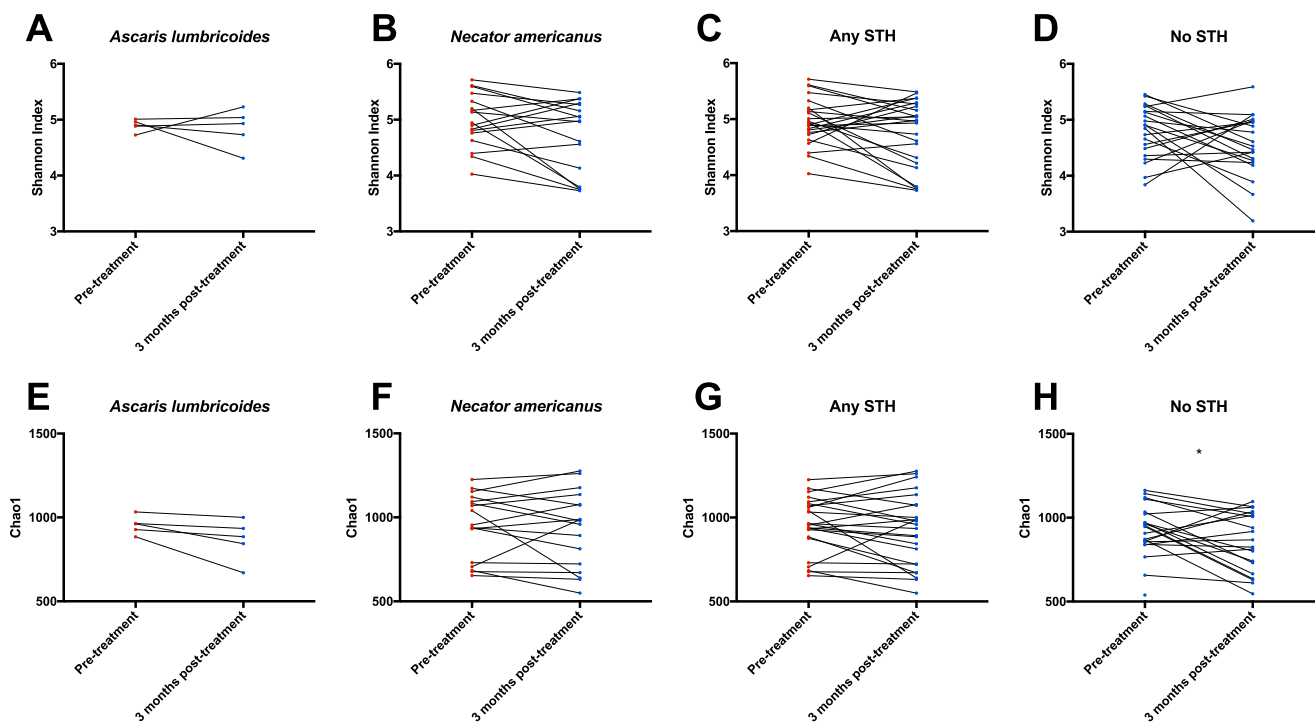 A
Ascaris lumbricoides
6
5
4
3
Shannon Index
Pre-treatment
3 months post-treatment
B
Necator americanus
6
5
4
3
Shannon Index
Pre-treatment
3 months post-treatment
C
Any STH
6
5
4
3
Shannon Index
Pre-treatment
3 months post-treatment
D
No STH
6
5
4
3
Shannon Index
Pre-treatment
3 months post-treatment
E
Ascaris lumbricoides
1500
1000
500
Chao1
Pre-treatment
3 months post-treatment
F
Necator americanus
1500
1000
500
Chao1
Pre-treatment
3 months post-treatment
G
Any STH
1500
1000
500
Chao1
Pre-treatment
3 months post-treatment
H
No STH
1500
1000
500
Chao1
*
Pre-treatment
3 months post-treatment